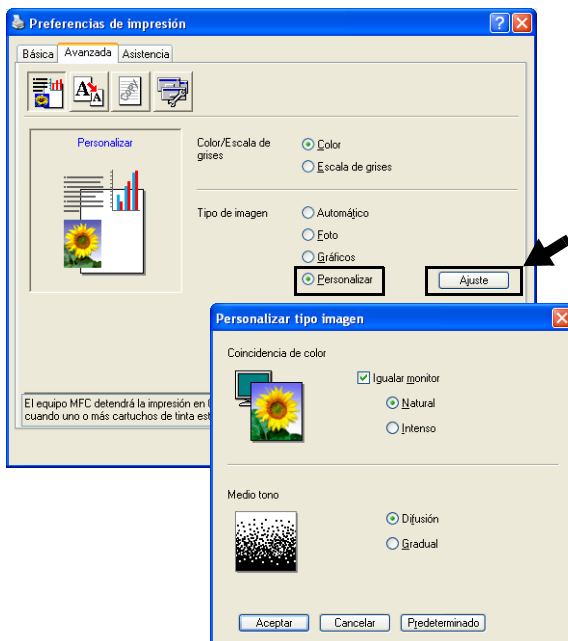 Preferencias de impresión
Básica Avanzada Asistencia
Personalizar
Color/Escala de
grises
Color
Escala de grises
Tipo de imagen
Automático
Foto
Gráficos
Personalizar
Ajuste
El equipo MFC detendrá la impresión en
cuando uno o más cartuchos de tinta
Personalizar tipo imagen
Coincidencia de color
Igualar monitor
Natural
Intenso
Medio tono
Difusión
Gradual
Aceptar Cancelar Predeterminado